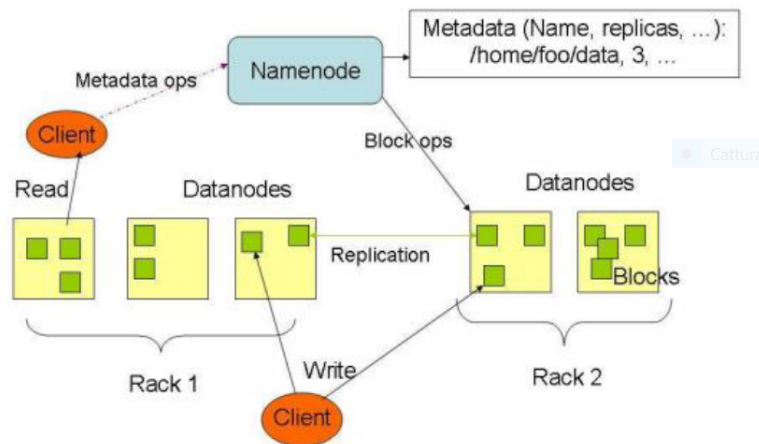 Metadata (Name, replicas, ...):
/home/foo/data, 3, ...
Namenode
Metadata ops
Client
Block ops
Read
Datanodes
Datanodes
Replication
Blocks
Rack 1
Write
Rack 2
Client